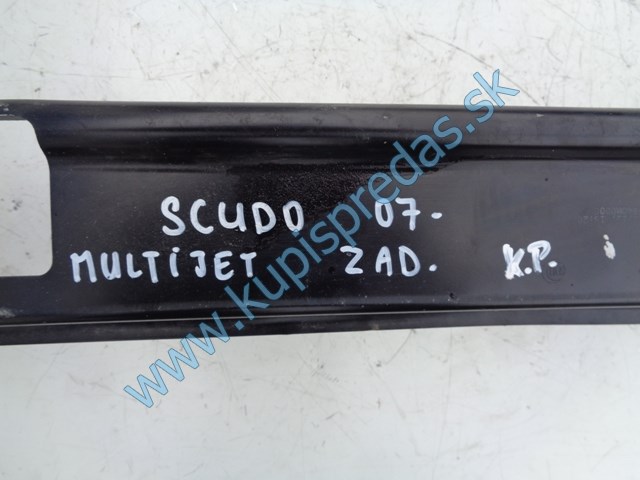 SCUDO 07-
MULTIJET ZAD. K.P.
www.kupispredas.sk